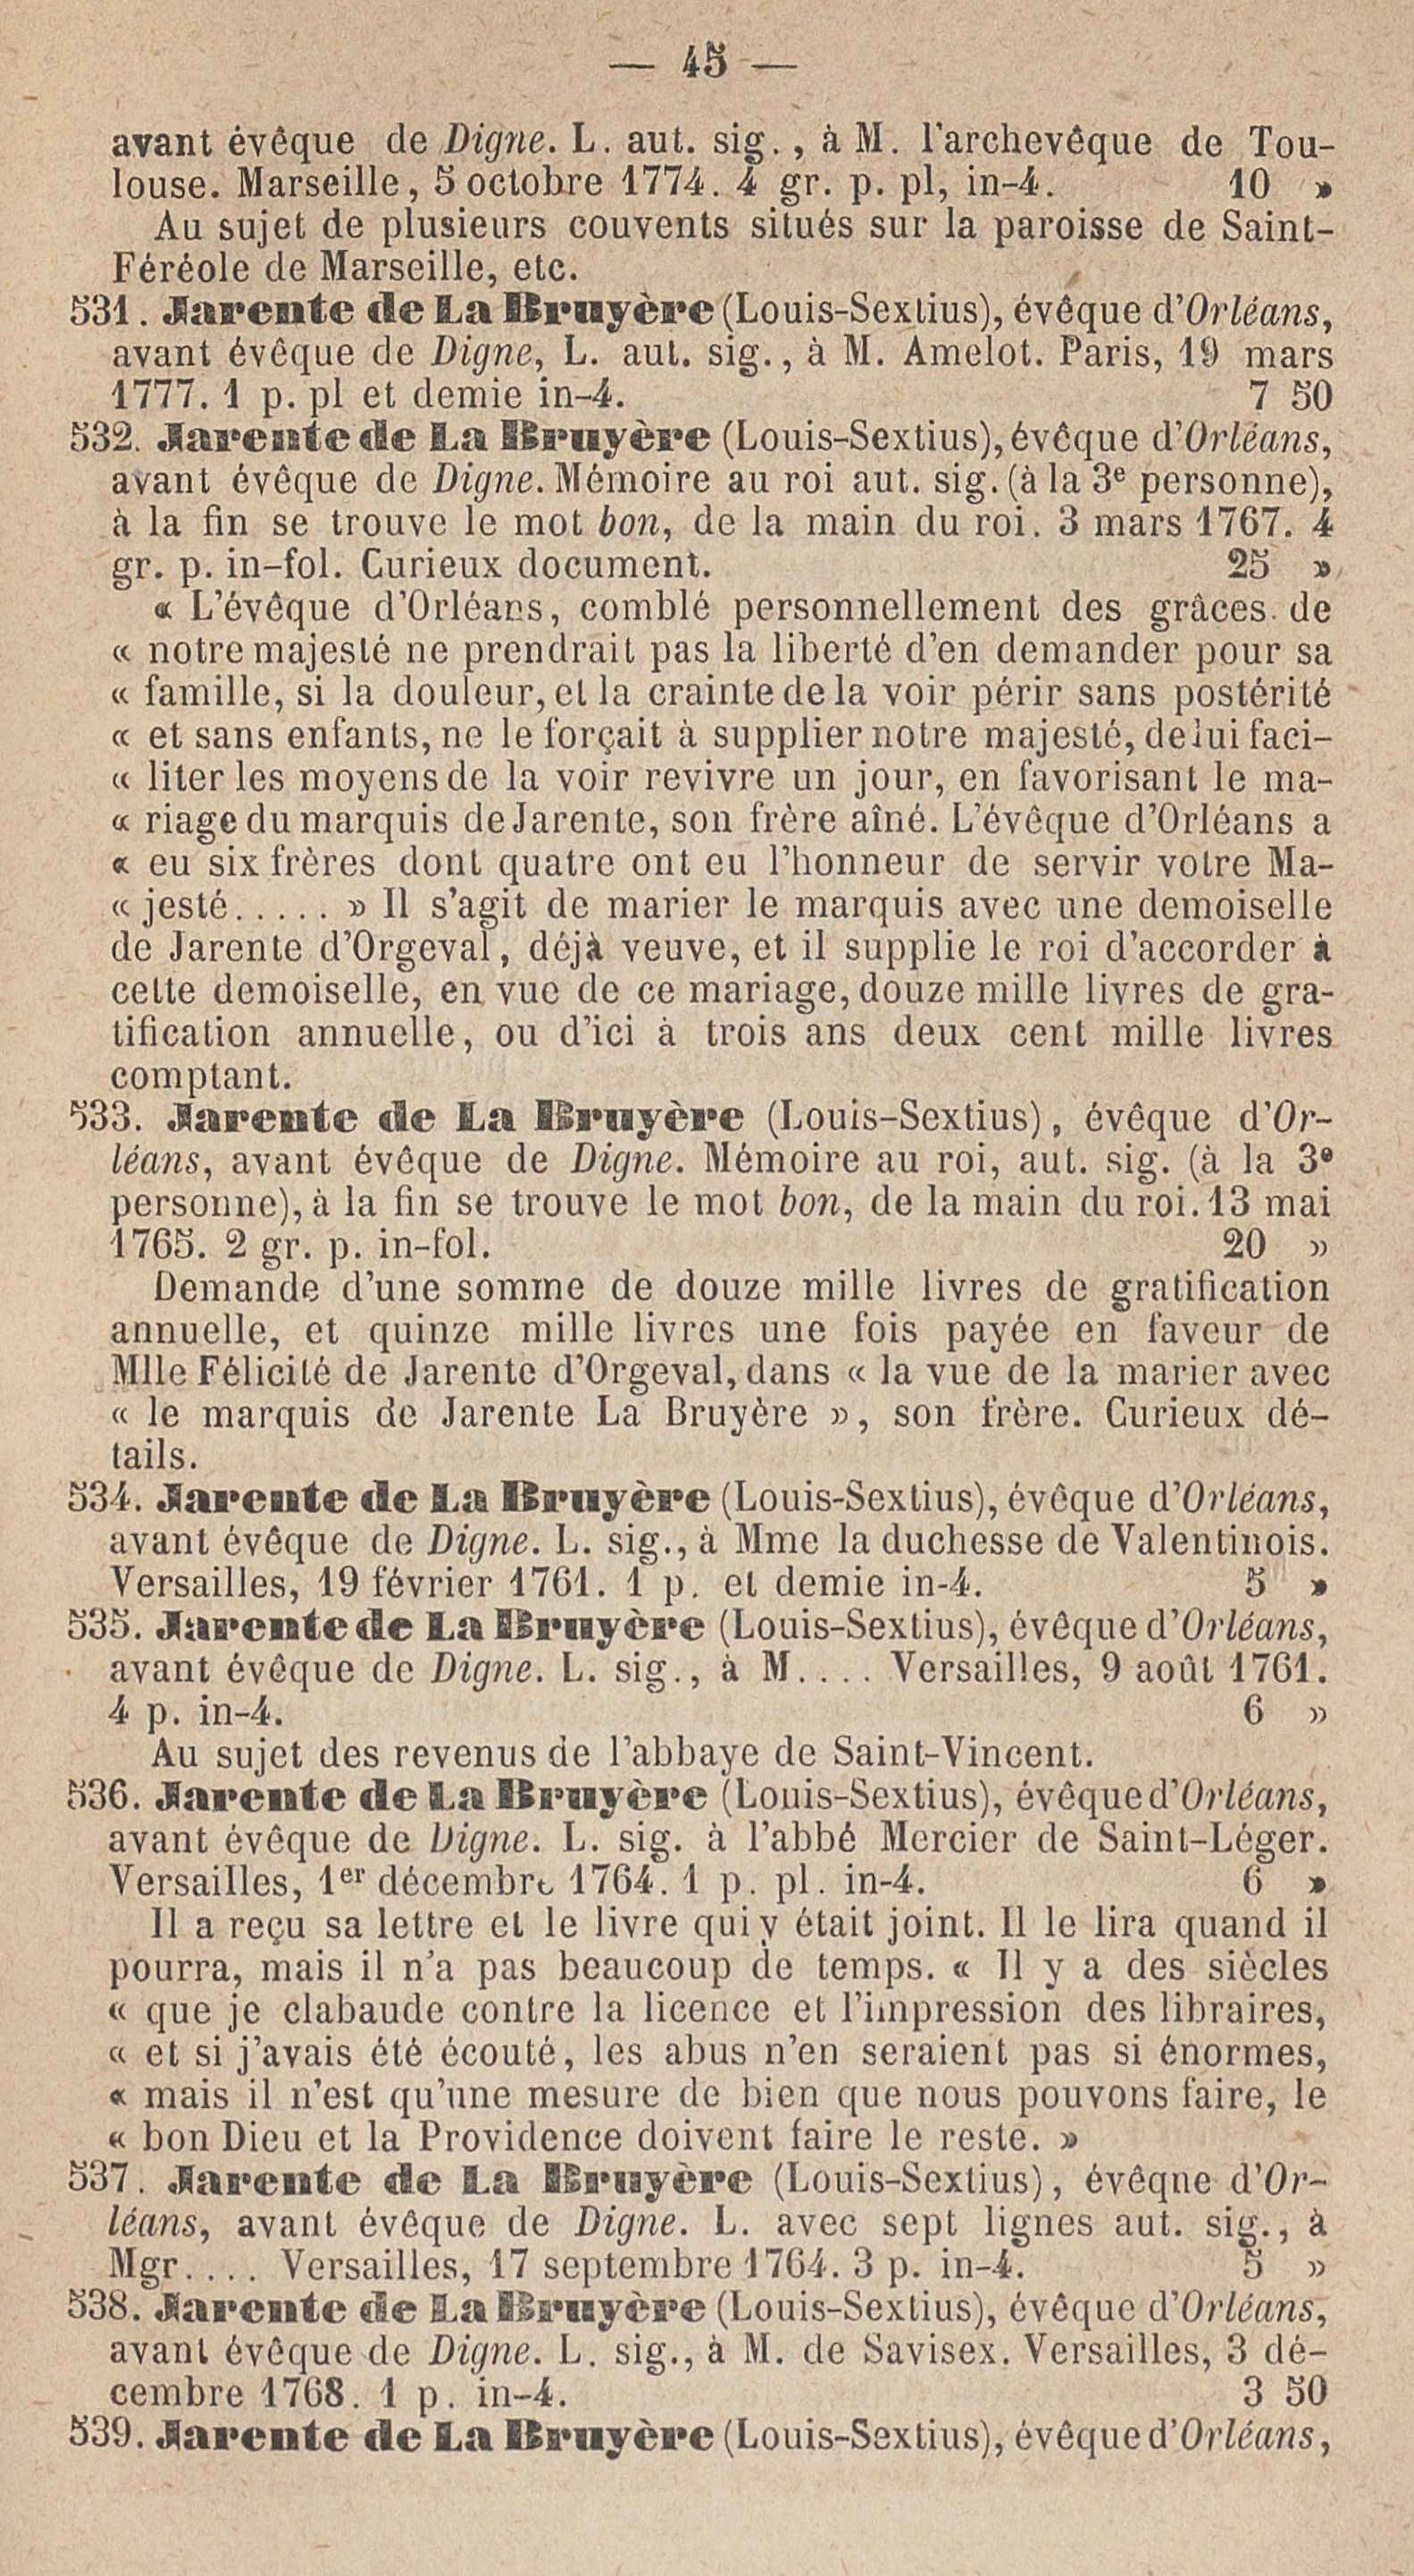 — 45 —
avant évêque de Digne. L. aut. sig., à M. l'archevêque de Tou-
louse. Marseille, 5 octobre 1774. 4 gr. p. pl, in-4. 10 »
Au sujet de plusieurs couvents situés sur la paroisse de Saint-
Féréole de Marseille, etc.
531. Jarente de La Bruyère (Louis-Sextius), évêque d'Orléans,
avant évêque de Digne, L. aut. sig., à M. Amelot. Paris, 19 mars
1777. 1 p. pl et demie in-4. 7 50
532. Jarente de La Bruyère (Louis-Sextius), évêque d'Orléans,
avant évêque de Digne. Mémoire au roi aut. sig. (à la 3e personne),
à la fin se trouve le mot bon, de la main du roi. 3 mars 1767. 4
gr. p. in-fol. Curieux document. 25 »
« L'évêque d'Orléans, comblé personnellement des grâces. de
« notre majesté ne prendrait pas la liberté d'en demander pour sa
« famille, si la douleur, et la crainte de la voir périr sans postérité
« et sans enfants, ne le forçait à supplier notre majesté, de lui faci-
« liter les moyens de la voir revivre un jour, en favorisant le ma-
« riage du marquis de Jarente, son frère aîné. L'évêque d'Orléans a
« eu six frères dont quatre ont eu l'honneur de servir votre Ma-
« jesté..... » Il s'agit de marier le marquis avec une demoiselle
de Jarente d'Orgeval, déjà veuve, et il supplie le roi d'accorder à
cette demoiselle, en vue de ce mariage, douze mille livres de gra-
tification annuelle, ou d'ici à trois ans deux cent mille livres
comptant.
533. Jarente de La Bruyère (Louis-Sextius), évêque d'Or-
léans, avant évêque de Digne. Mémoire au roi, aut. sig. (à la 3e
personne), à la fin se trouve le mot bon, de la main du roi. 13 mai
1765. 2 gr. p. in-fol. 20 »
Demande d'une somme de douze mille livres de gratification
annuelle, et quinze mille livres une fois payée en faveur de
Mlle Félicité de Jarente d'Orgeval, dans « la vue de la marier avec
« le marquis de Jarente La Bruyère », son frère. Curieux dé-
tails.
534. Jarente de La Bruyère (Louis-Sextius), évêque d'Orléans,
avant évêque de Digne. L. sig., à Mme la duchesse de Valentinois.
Versailles, 19 février 1761. 1 p. et demie in-4. 5 »
535. Jarente de La Bruyère (Louis-Sextius), évêque d'Orléans,
avant évêque de Digne. L. sig., à M.... Versailles, 9 août 1761.
4 p. in-4. 6 »
Au sujet des revenus de l'abbaye de Saint-Vincent.
536. Jarente de La Bruyère (Louis-Sextius), évêque d'Orléans,
avant évêque de Digne. L. sig. à l'abbé Mercier de Saint-Léger.
Versailles, 1er décembre 1764. 1 p. pl. in-4. 6 »
Il a reçu sa lettre et le livre qui y était joint. Il le lira quand il
pourra, mais il n'a pas beaucoup de temps. « Il y a des siècles
« que je clabaude contre la licence et l'impression des libraires,
« et si j'avais été écouté, les abus n'en seraient pas si énormes,
« mais il n'est qu'une mesure de bien que nous pouvons faire, le
« bon Dieu et la Providence doivent faire le reste. »
537. Jarente de La Bruyère (Louis-Sextius), évêqne d'Or-
léans, avant évêque de Digne. L. avec sept lignes aut. sig., à
Mgr.... Versailles, 17 septembre 1764. 3 p. in-4. 5 »
538. Jarente de La Bruyère (Louis-Sextius), évêque d'Orléans,
avant évêque de Digne. L. sig., à M. de Savisex. Versailles, 3 dé-
cembre 1768. 1 p. in-4. 3 50
539. Jarente de La Bruyère (Louis-Sextius), évêque d'Orléans,